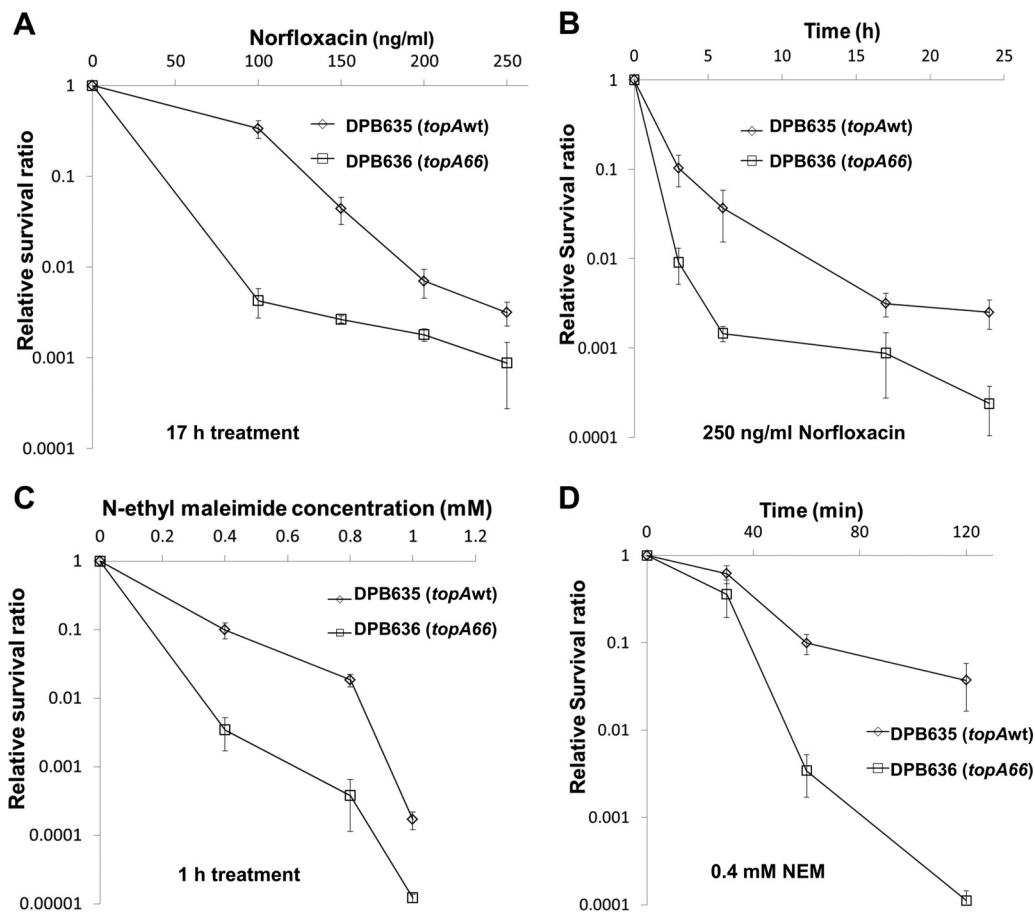 A
Norfloxacin (ng/ml)
0 50 100 150 200 250
1
0.1
0.01
0.001
0.0001
Relative survival ratio
DPB635 (topAwt)
DPB636 (topA66)
17 h treatment
B
Time (h)
0 5 10 15 20 25
1
0.1
0.01
0.001
0.0001
Relative Survival ratio
DPB635 (topAwt)
DPB636 (topA66)
250 ng/ml Norfloxacin
C
N-ethyl maleimide concentration (mM)
0 0.2 0.4 0.6 0.8 1 1.2
1
0.1
0.01
0.001
0.0001
0.00001
Relative survival ratio
DPB635 (topAwt)
DPB636 (topA66)
1 h treatment
D
Time (min)
0 40 80 120
1
0.1
0.01
0.001
0.0001
Relative Survival ratio
DPB635 (topAwt)
DPB636 (topA66)
0.4 mM NEM